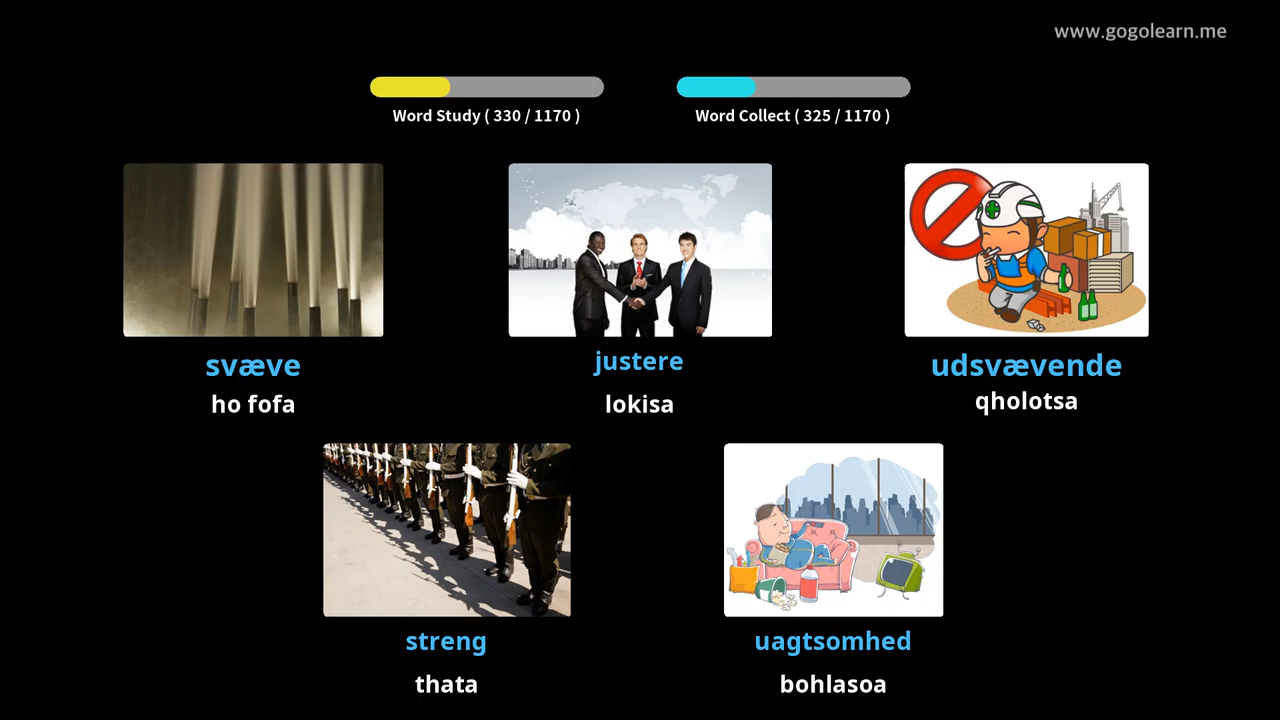 www.gogolearn.me
Word Study ( 330 / 1170 )
Word Collect ( 325 / 1170 )
svæve
ho fofa
justere
lokisa
udsvævende
qholotsa
streng
thata
uagtsomhed
bohlasoa